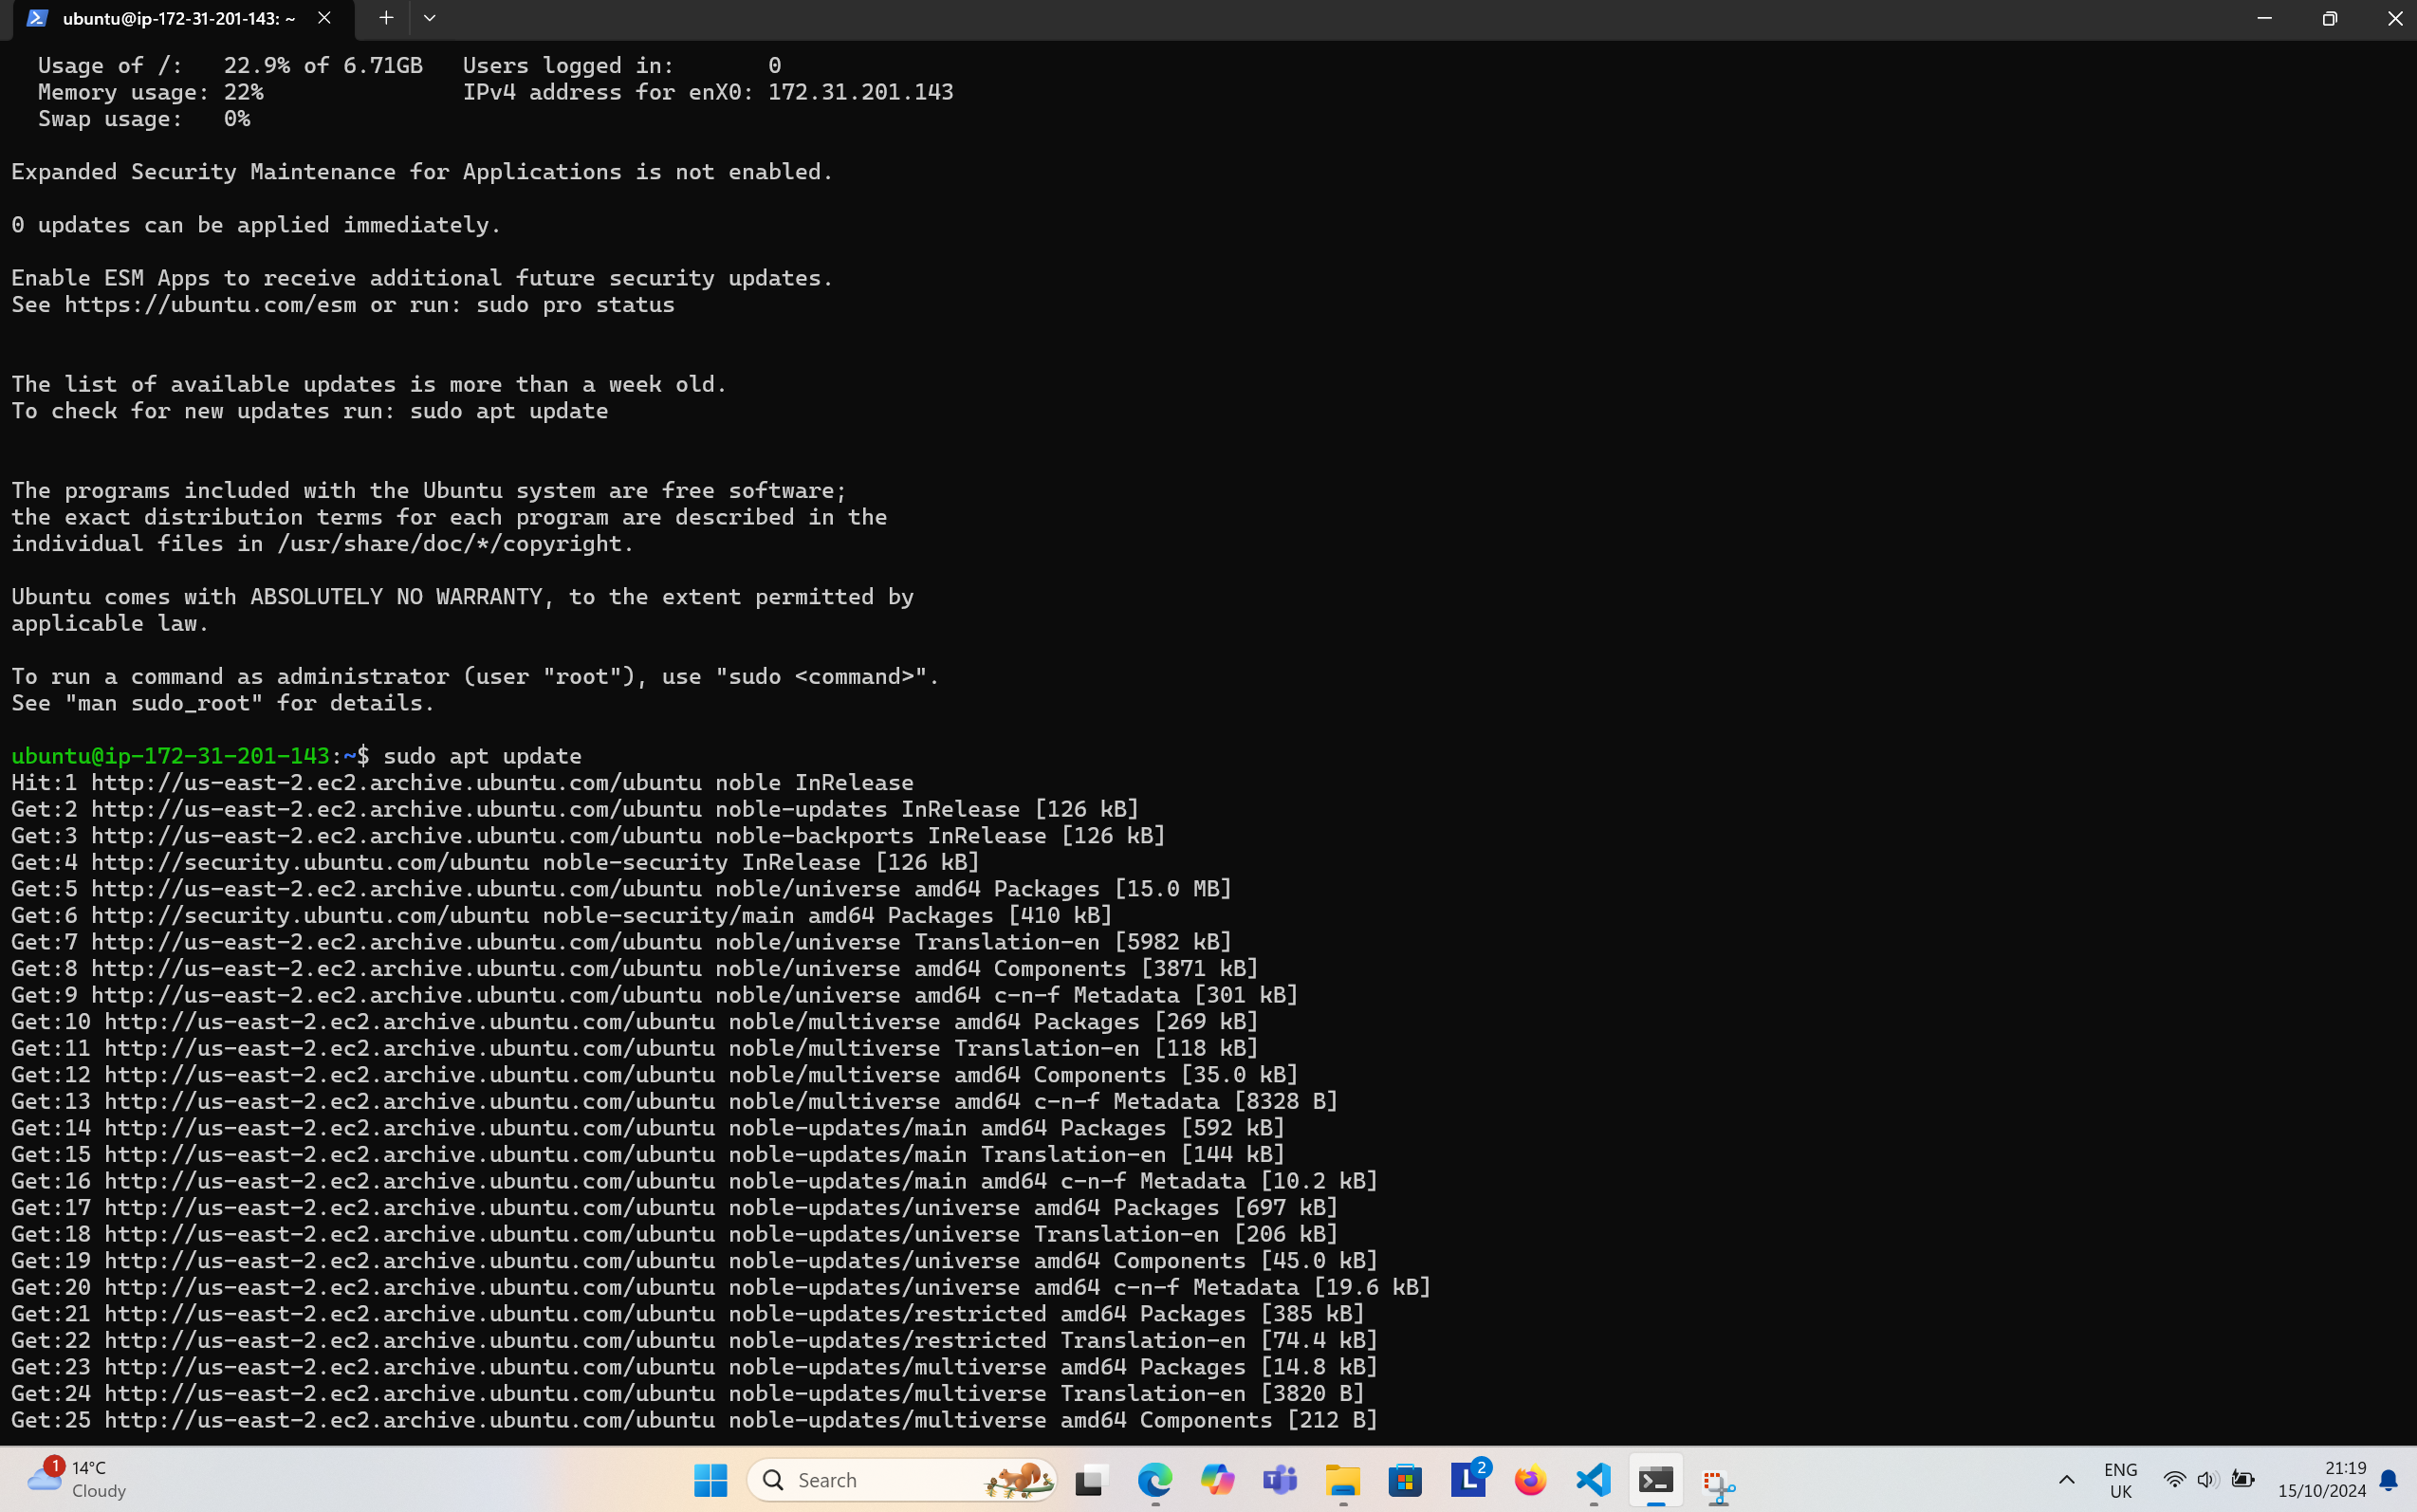 ubuntu@ip-172-31-201-143: ~
Usage of /:   22.9% of 6.71GB   Users logged in:       0
Memory usage: 22%               IPv4 address for enX0: 172.31.201.143
Swap usage:   0%
Expanded Security Maintenance for Applications is not enabled.
0 updates can be applied immediately.
Enable ESM Apps to receive additional future security updates.
See https://ubuntu.com/esm or run: sudo pro status
The list of available updates is more than a week old.
To check for new updates run: sudo apt update
The programs included with the Ubuntu system are free software;
the exact distribution terms for each program are described in the
individual files in /usr/share/doc/*/copyright.
Ubuntu comes with ABSOLUTELY NO WARRANTY, to the extent permitted by
applicable law.
To run a command as administrator (user "root"), use "sudo <command>".
See "man sudo_root" for details.
ubuntu@ip-172-31-201-143:~$ sudo apt update
Hit:1 http://us-east-2.ec2.archive.ubuntu.com/ubuntu noble InRelease
Get:2 http://us-east-2.ec2.archive.ubuntu.com/ubuntu noble-updates InRelease [126 kB]
Get:3 http://us-east-2.ec2.archive.ubuntu.com/ubuntu noble-backports InRelease [126 kB]
Get:4 http://security.ubuntu.com/ubuntu noble-security InRelease [126 kB]
Get:5 http://us-east-2.ec2.archive.ubuntu.com/ubuntu noble/universe amd64 Packages [15.0 MB]
Get:6 http://security.ubuntu.com/ubuntu noble-security/main amd64 Packages [410 kB]
Get:7 http://us-east-2.ec2.archive.ubuntu.com/ubuntu noble/universe Translation-en [5982 kB]
Get:8 http://us-east-2.ec2.archive.ubuntu.com/ubuntu noble/universe amd64 Components [3871 kB]
Get:9 http://us-east-2.ec2.archive.ubuntu.com/ubuntu noble/universe amd64 c-n-f Metadata [301 kB]
Get:10 http://us-east-2.ec2.archive.ubuntu.com/ubuntu noble/multiverse amd64 Packages [269 kB]
Get:11 http://us-east-2.ec2.archive.ubuntu.com/ubuntu noble/multiverse Translation-en [118 kB]
Get:12 http://us-east-2.ec2.archive.ubuntu.com/ubuntu noble/multiverse amd64 Components [35.0 kB]
Get:13 http://us-east-2.ec2.archive.ubuntu.com/ubuntu noble/multiverse amd64 c-n-f Metadata [8328 B]
Get:14 http://us-east-2.ec2.archive.ubuntu.com/ubuntu noble-updates/main amd64 Packages [592 kB]
Get:15 http://us-east-2.ec2.archive.ubuntu.com/ubuntu noble-updates/main Translation-en [144 kB]
Get:16 http://us-east-2.ec2.archive.ubuntu.com/ubuntu noble-updates/main amd64 c-n-f Metadata [10.2 kB]
Get:17 http://us-east-2.ec2.archive.ubuntu.com/ubuntu noble-updates/universe amd64 Packages [697 kB]
Get:18 http://us-east-2.ec2.archive.ubuntu.com/ubuntu noble-updates/universe Translation-en [206 kB]
Get:19 http://us-east-2.ec2.archive.ubuntu.com/ubuntu noble-updates/universe amd64 Components [45.0 kB]
Get:20 http://us-east-2.ec2.archive.ubuntu.com/ubuntu noble-updates/universe amd64 c-n-f Metadata [19.6 kB]
Get:21 http://us-east-2.ec2.archive.ubuntu.com/ubuntu noble-updates/restricted amd64 Packages [385 kB]
Get:22 http://us-east-2.ec2.archive.ubuntu.com/ubuntu noble-updates/restricted Translation-en [74.4 kB]
Get:23 http://us-east-2.ec2.archive.ubuntu.com/ubuntu noble-updates/multiverse amd64 Packages [14.8 kB]
Get:24 http://us-east-2.ec2.archive.ubuntu.com/ubuntu noble-updates/multiverse Translation-en [3820 B]
Get:25 http://us-east-2.ec2.archive.ubuntu.com/ubuntu noble-updates/multiverse amd64 Components [212 B]
1
14°C
Cloudy
Search
L
2
ENG
UK
21:19
15/10/2024